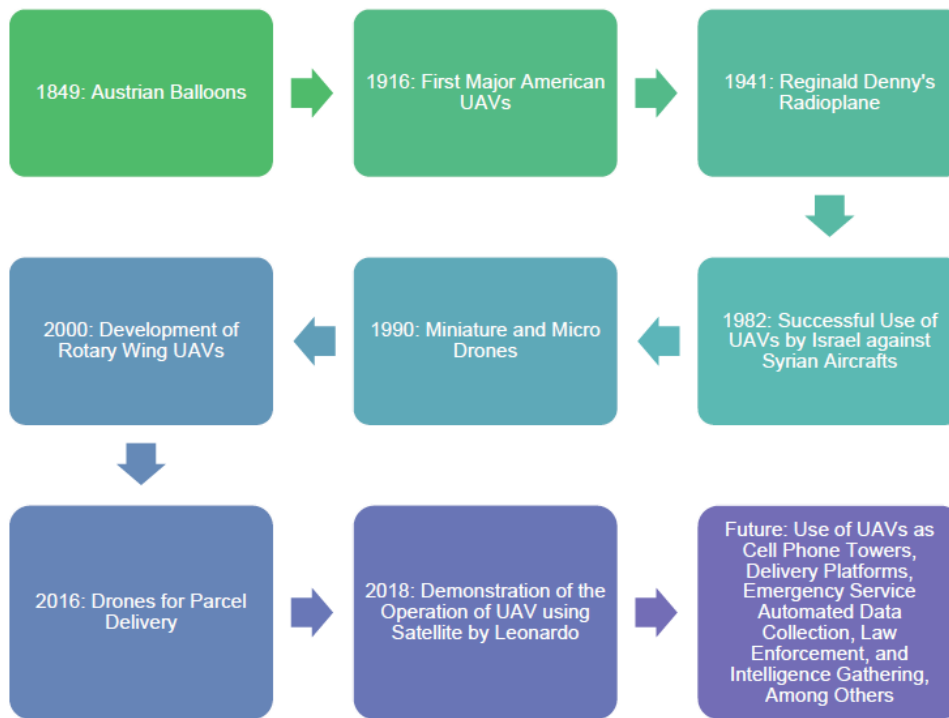 1849: Austrian Balloons
1916: First Major American
UAVs
1941: Reginald Denny's
Radioplane
1982: Successful Use of
UAVs by Israel against
Syrian Aircrafts
1990: Miniature and Micro
Drones
2000: Development of
Rotary Wing UAVs
2016: Drones for Parcel
Delivery
2018: Demonstration of the
Operation of UAV using
Satellite by Leonardo
Future: Use of UAVs as
Cell Phone Towers,
Delivery Platforms,
Emergency Service
Automated Data
Collection, Law
Enforcement, and
Intelligence Gathering,
Among Others